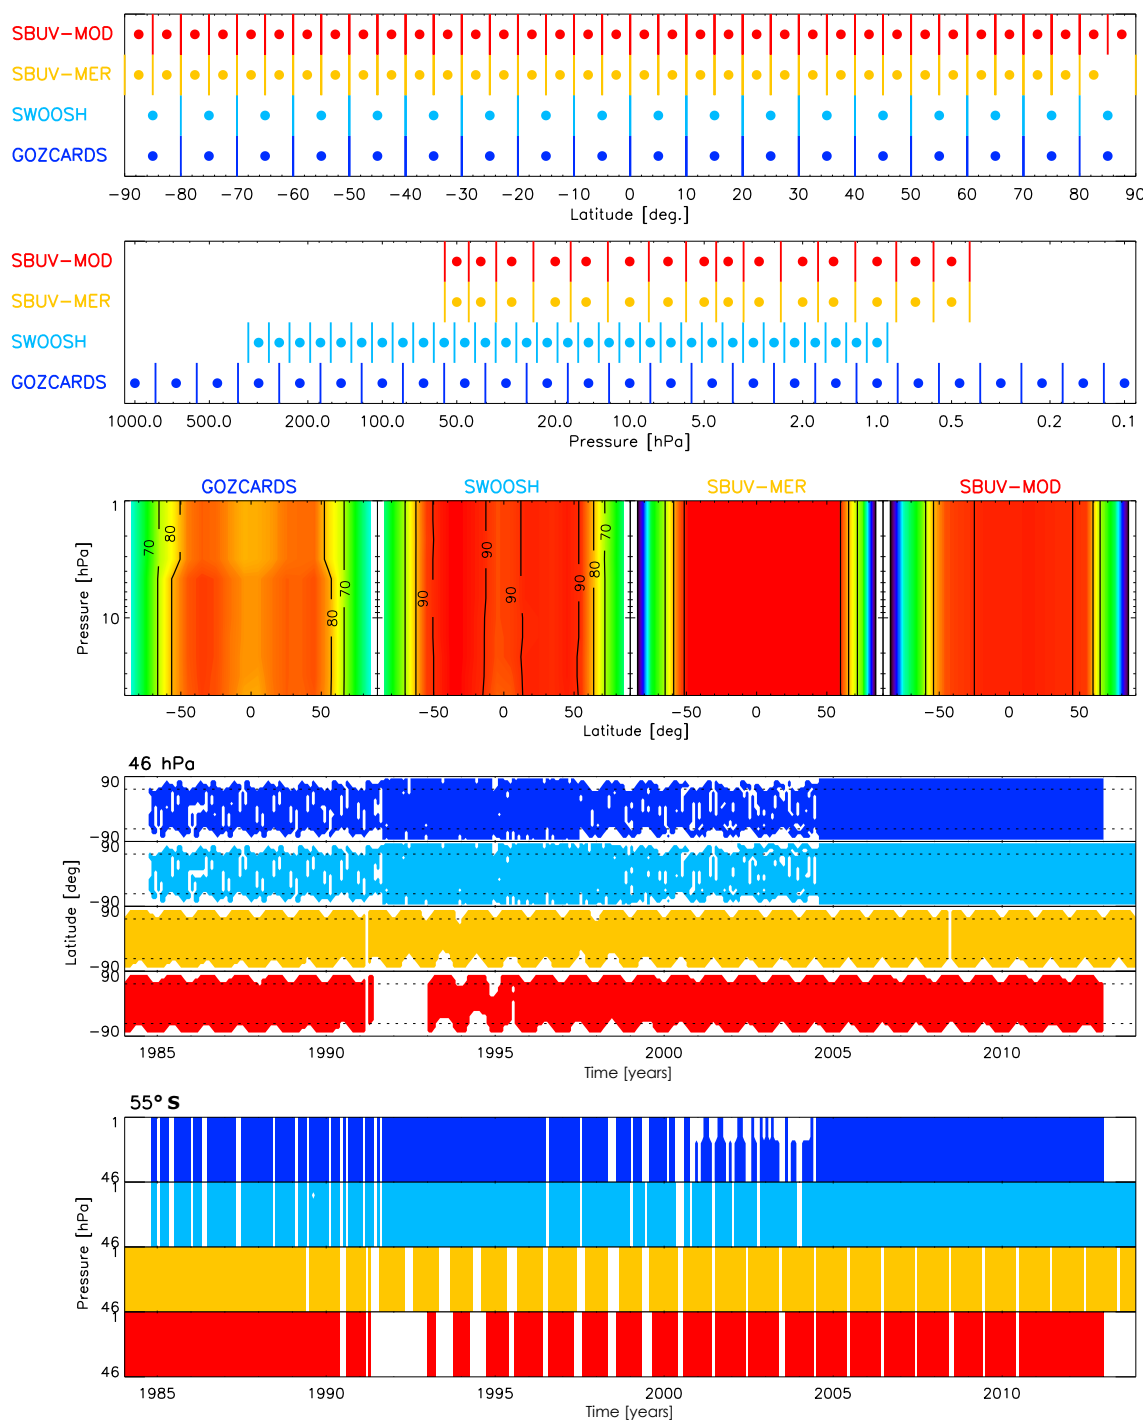 SBUV-MOD
SBUV-MER
SWOOSH
GOZCARDS
-90 -80 -70 -60 -50 -40 -30 -20 -10 0 10 20 30 40 50 60 70 80 90
Latitude [deg.]
SBUV-MOD
SBUV-MER
SWOOSH
GOZCARDS
1000.0 500.0 200.0 100.0 50.0 20.0 10.0 5.0 2.0 1.0 0.5 0.2 0.1
Pressure [hPa]
GOZCARDS SWOOSH SBUV-MER SBUV-MOD
1
10
Pressure [hPa]
70 80 80 70
90 90 90 90 80 70
-50 0 50 -50 0 50 -50 0 50 -50 0 50
Latitude [deg]
46 hPa
90
-90
90
-90
90
-90
90
-90
Latitude [deg]
1985 1990 1995 2000 2005 2010
Time [years]
55° S
1
46
1
46
1
46
1
46
Pressure [hPa]
1985 1990 1995 2000 2005 2010
Time [years]